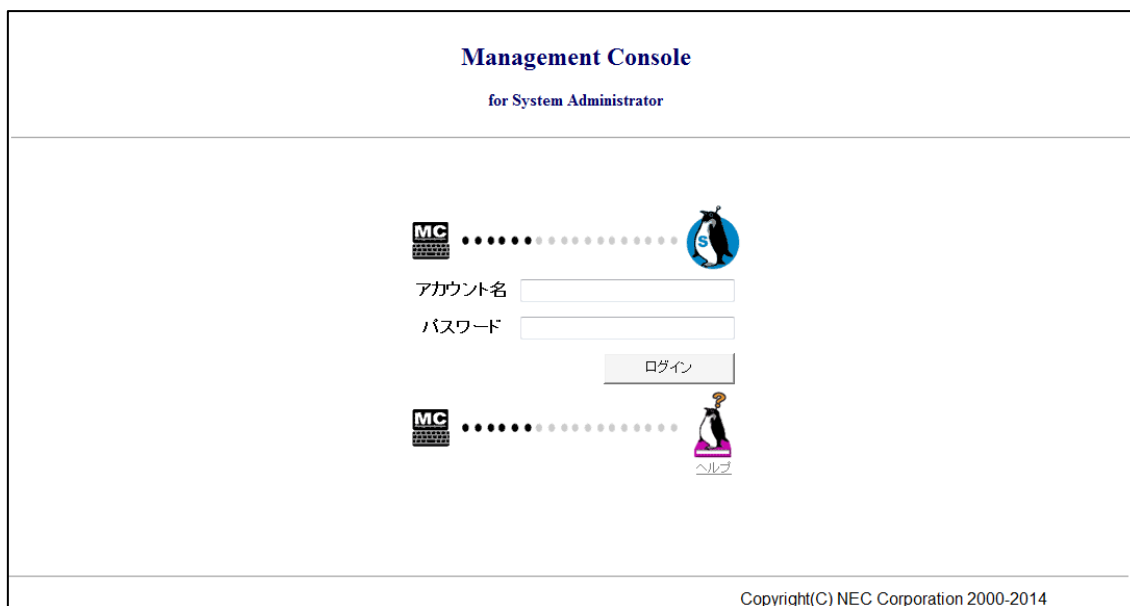 Management Console
for System Administrator
MC
S
アカウント名
パスワード
ログイン
MC
?
ヘルプ
Copyright(C) NEC Corporation 2000-2014